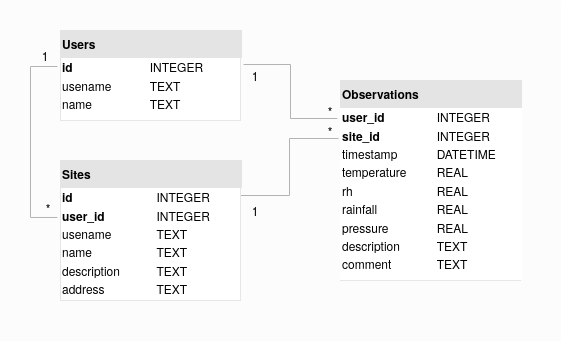 Users
id INTEGER
usename TEXT
name TEXT
1
1
*
Sites
id INTEGER
user_id INTEGER
usename TEXT
name TEXT
description TEXT
address TEXT
1
*
*
Observations
user_id INTEGER
site_id INTEGER
timestamp DATETIME
temperature REAL
rh REAL
rainfall REAL
pressure REAL
description TEXT
comment TEXT